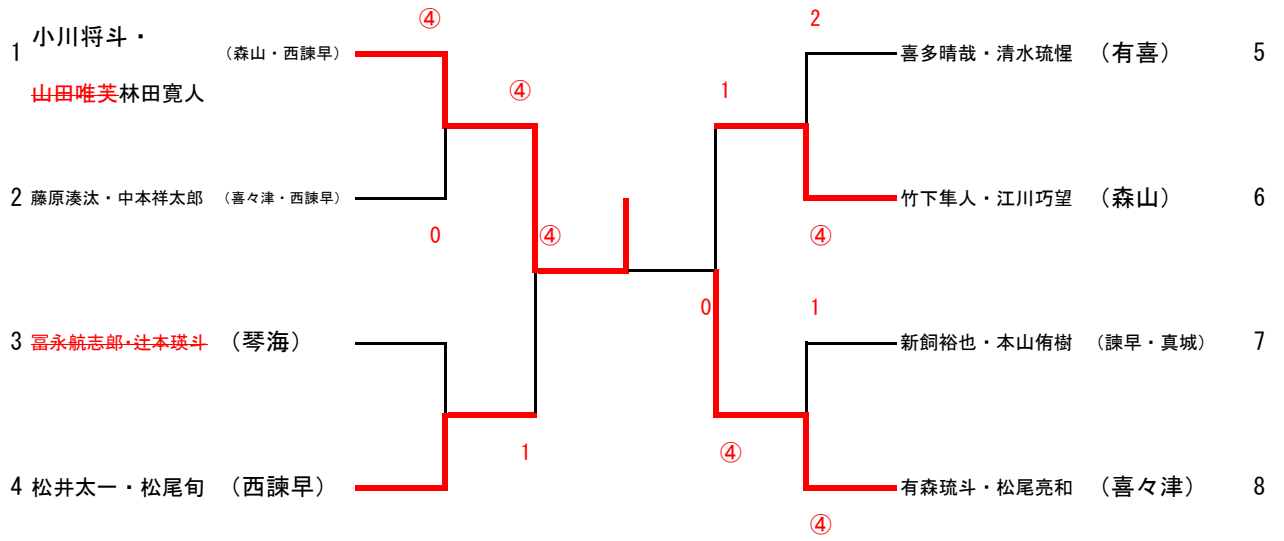 ④
2
1 小川将斗・ （森山・西諫早）
喜多晴哉・清水琉惺 （有喜） 5
山田唯芙林田寛人
④
1
2 藤原湊汰・中本祥太郎 （喜々津・西諫早）
竹下隼人・江川巧望 （森山） 6
0
④
④
0
1
3 冨永航志郎・辻本瑛斗 （琴海）
新飼裕也・本山侑樹 （諫早・真城） 7
1
④
4 松井太一・松尾旬 （西諫早）
有森琉斗・松尾亮和 （喜々津） 8
④